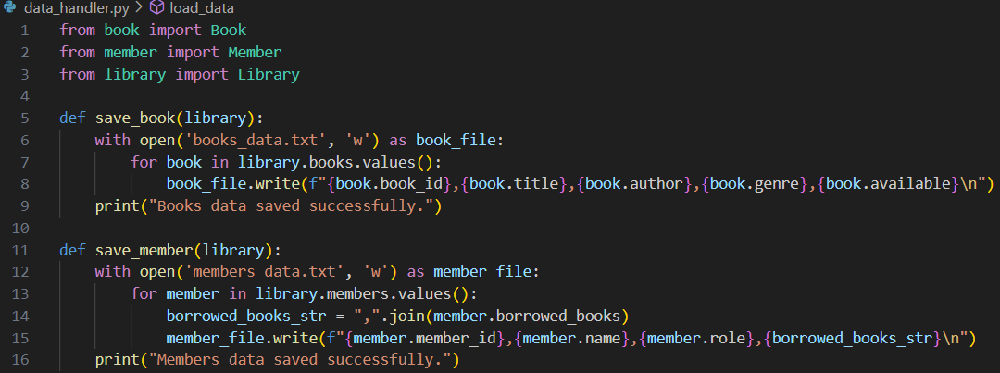 data_handler.py > load_data
1 from book import Book
2 from member import Member
3 from library import Library
4
5 def save_book(library):
6     with open('books_data.txt', 'w') as book_file:
7         for book in library.books.values():
8             book_file.write(f"{book.book_id},{book.title},{book.author},{book.genre},{book.available}\n")
9     print("Books data saved successfully.")
10
11 def save_member(library):
12     with open('members_data.txt', 'w') as member_file:
13         for member in library.members.values():
14             borrowed_books_str = ",".join(member.borrowed_books)
15             member_file.write(f"{member.member_id},{member.name},{member.role},{borrowed_books_str}\n")
16     print("Members data saved successfully.")